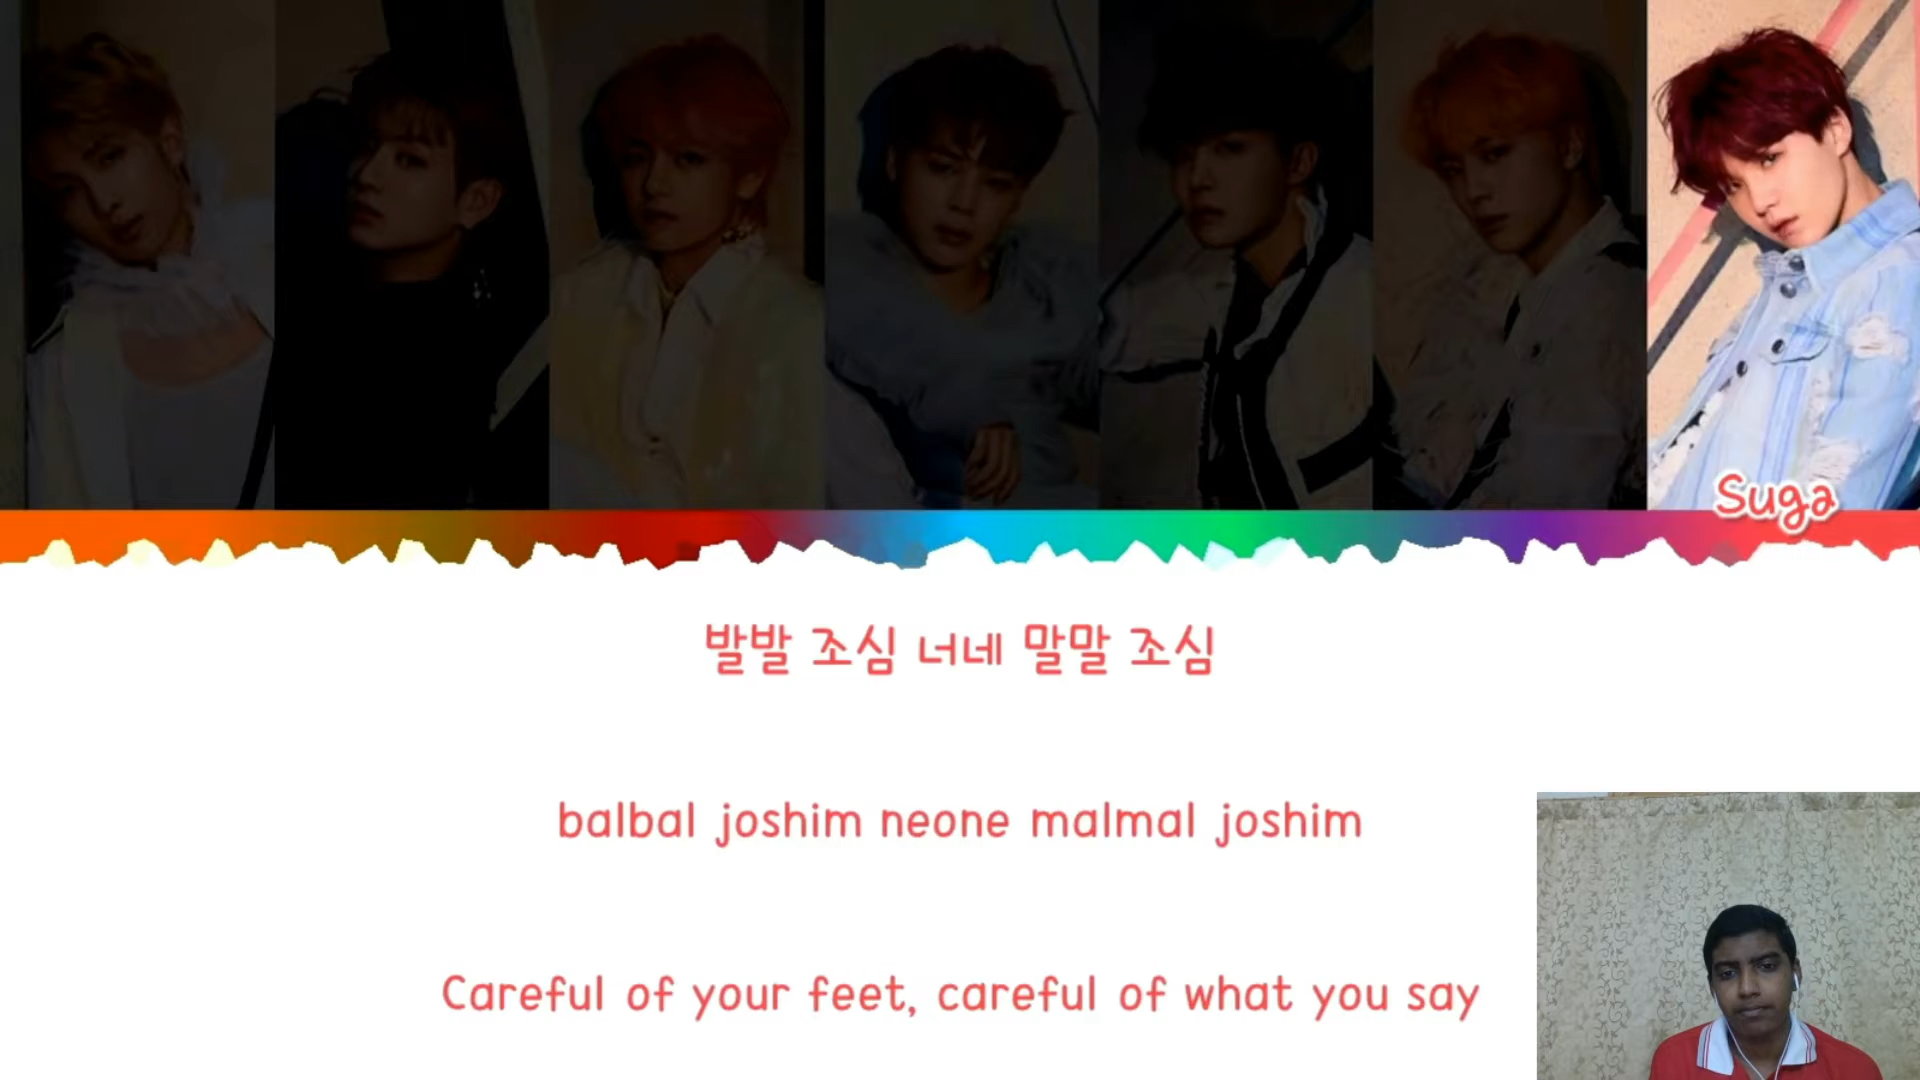 Suga
발발 조심 너네 말말 조심
balbal joshim neone malmal joshim
Careful of your feet, careful of what you say